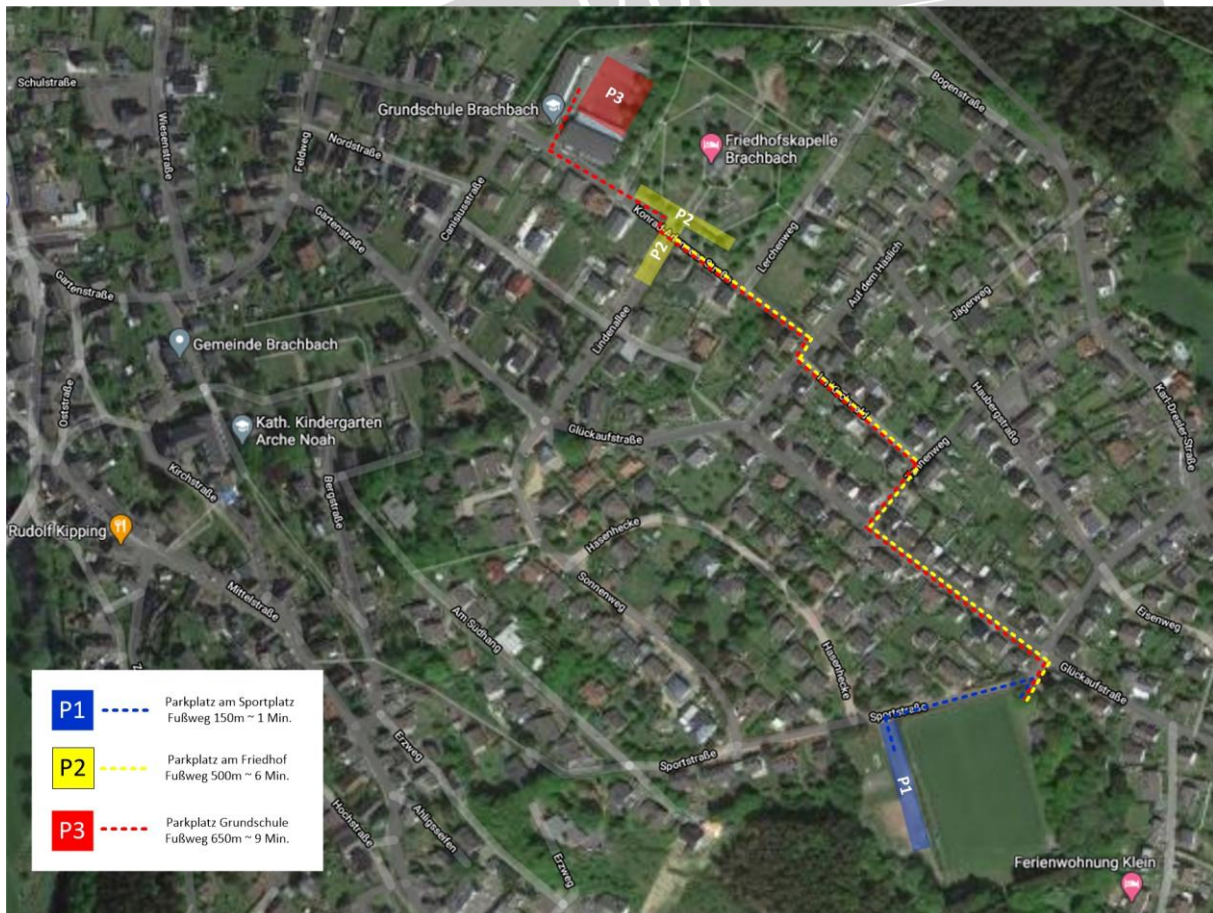 Schulstraße
Wiesenstraße
Feldweg
Nordstraße
Grundschule Brachbach
P3
Bogenstraße
Friedhofskapelle
Brachbach
Canisiusstraße
Gartenstraße
P2
P2
Lerchenweg
Auf dem Häslich
Jägerweg
Gartenstraße
Lindenallee
Gemeinde Brachbach
Oststraße
Kath. Kindergarten
Arche Noah
Glückaufstraße
Haubergstraße
Karl-Dresler-Straße
Kirchstraße
Bergstraße
Rudolf Kipping
Hasenhecke
Sonnenweg
Mittelstraße
Am Südhang
Hasenhecke
Eisenweg
Glückaufstraße
Sportstraße
Sportstraße
P1
Erzweg
Hochstraße
Ahligsseifen
Erzweg
Ferienwohnung Klein
P1
Parkplatz am Sportplatz
Fußweg 150m ~ 1 Min.
P2
Parkplatz am Friedhof
Fußweg 500m ~ 6 Min.
P3
Parkplatz Grundschule
Fußweg 650m ~ 9 Min.